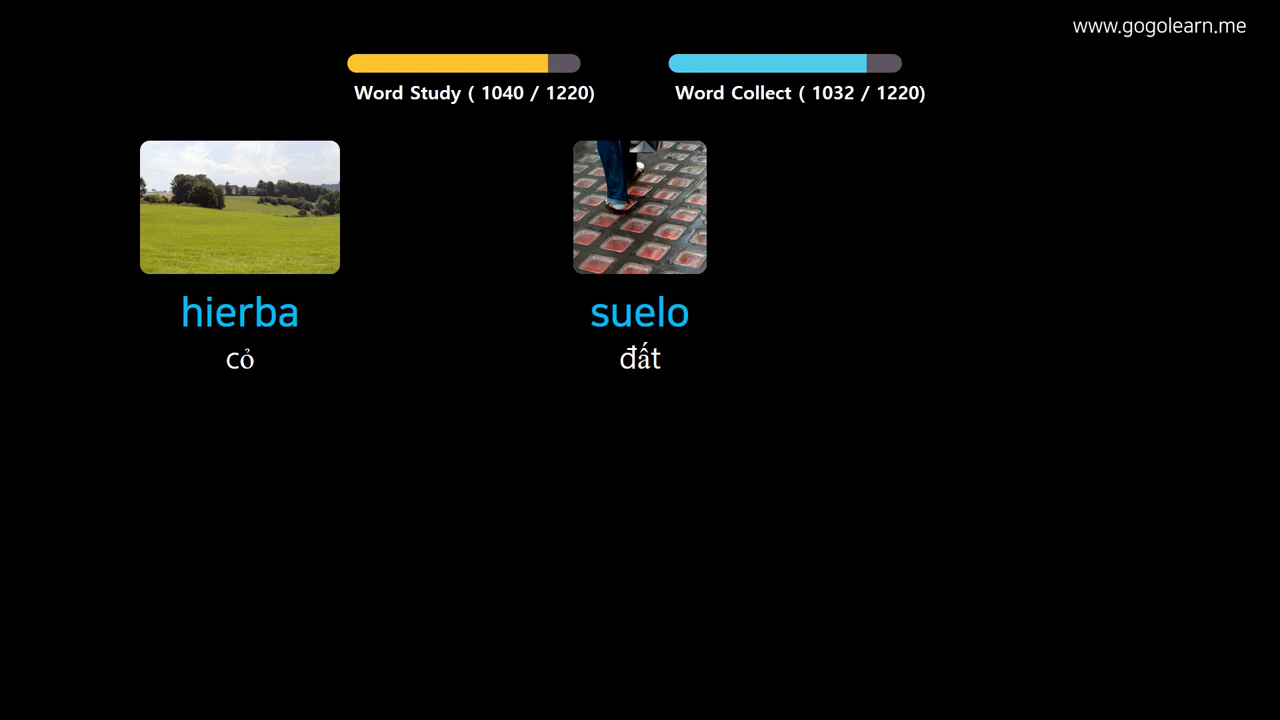 www.gogolearn.me
Word Study ( 1040 / 1220)
Word Collect ( 1032 / 1220)
hierba
cỏ
suelo
đất